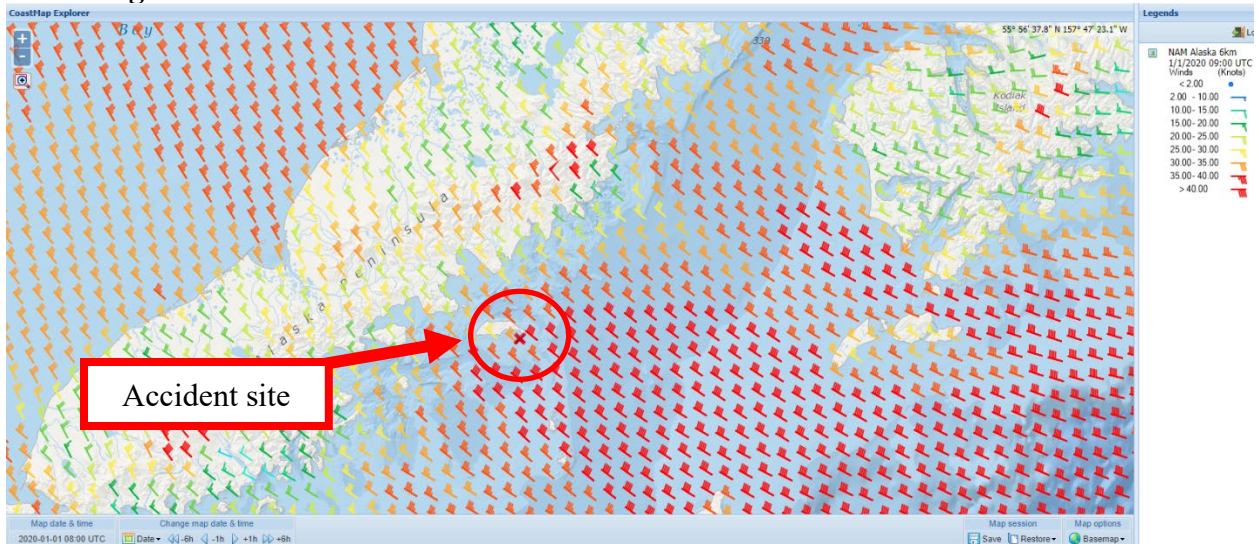 CoastMap Explorer
Legends
Bay
339
55° 56' 37.8" N 157° 47' 23.1" W
+
-
Lo
NAM Alaska 6km
1/1/2020 09:00 UTC
Winds (Knots)
< 2.00
2.00 - 10.00
10.00- 15.00
15.00- 20.00
20.00- 25.00
25.00- 30.00
30.00- 35.00
35.00- 40.00
> 40.00
Kodiak
Island
Alaska Peninsula
Accident site
Map date & time
Change map date & time
Map session
Map options
2020-01-01 08:00 UTC
Date -6h -1h +1h +6h
Save Restore
Basemap